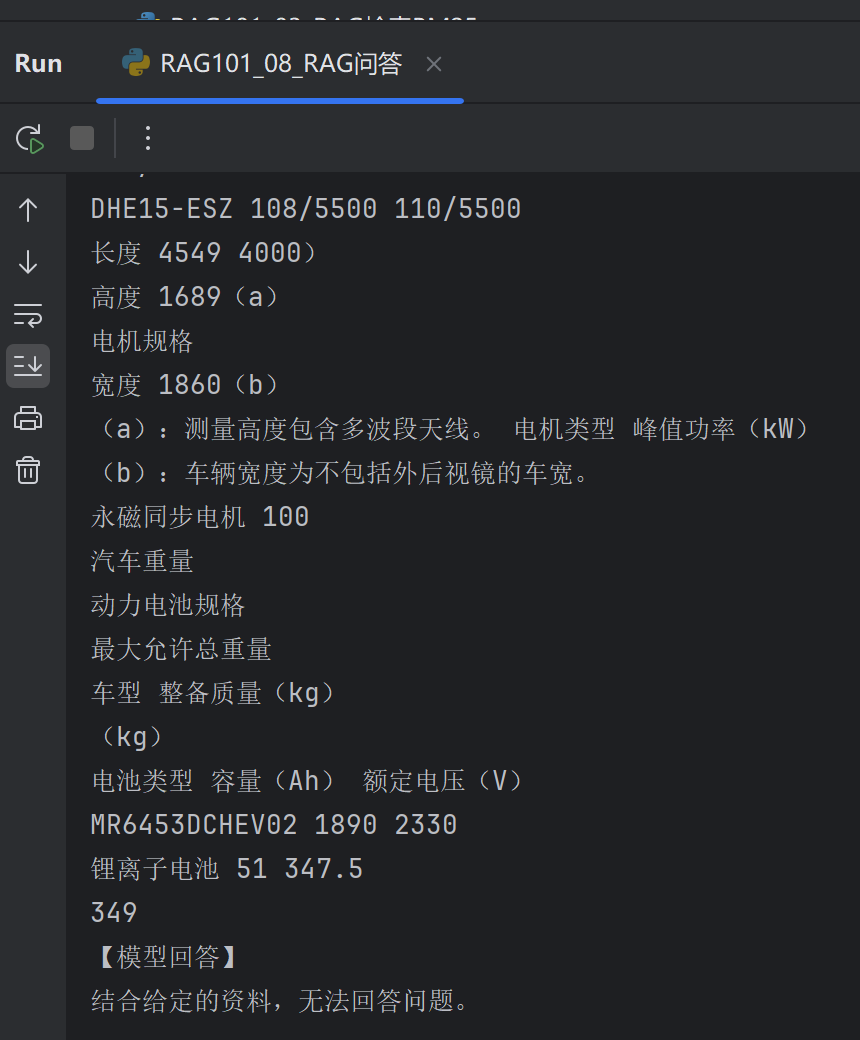 Run
RAG101_08_RAG问答
DHE15-ESZ 108/5500 110/5500
长度 4549 4000）
高度 1689（a）
电机规格
宽度 1860（b）
（a）：测量高度包含多波段天线。 电机类型 峰值功率（kW）
（b）：车辆宽度为不包括外后视镜的车宽。
永磁同步电机 100
汽车重量
动力电池规格
最大允许总重量
车型 整备质量（kg）
（kg）
电池类型 容量（Ah） 额定电压（V）
MR6453DCHEV02 1890 2330
锂离子电池 51 347.5
349
【模型回答】
结合给定的资料，无法回答问题。